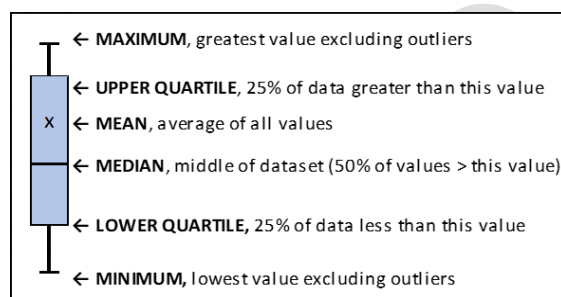 ← MAXIMUM, greatest value excluding outliers
← UPPER QUARTILE, 25% of data greater than this value
x ← MEAN, average of all values
← MEDIAN, middle of dataset (50% of values > this value)
← LOWER QUARTILE, 25% of data less than this value
← MINIMUM, lowest value excluding outliers